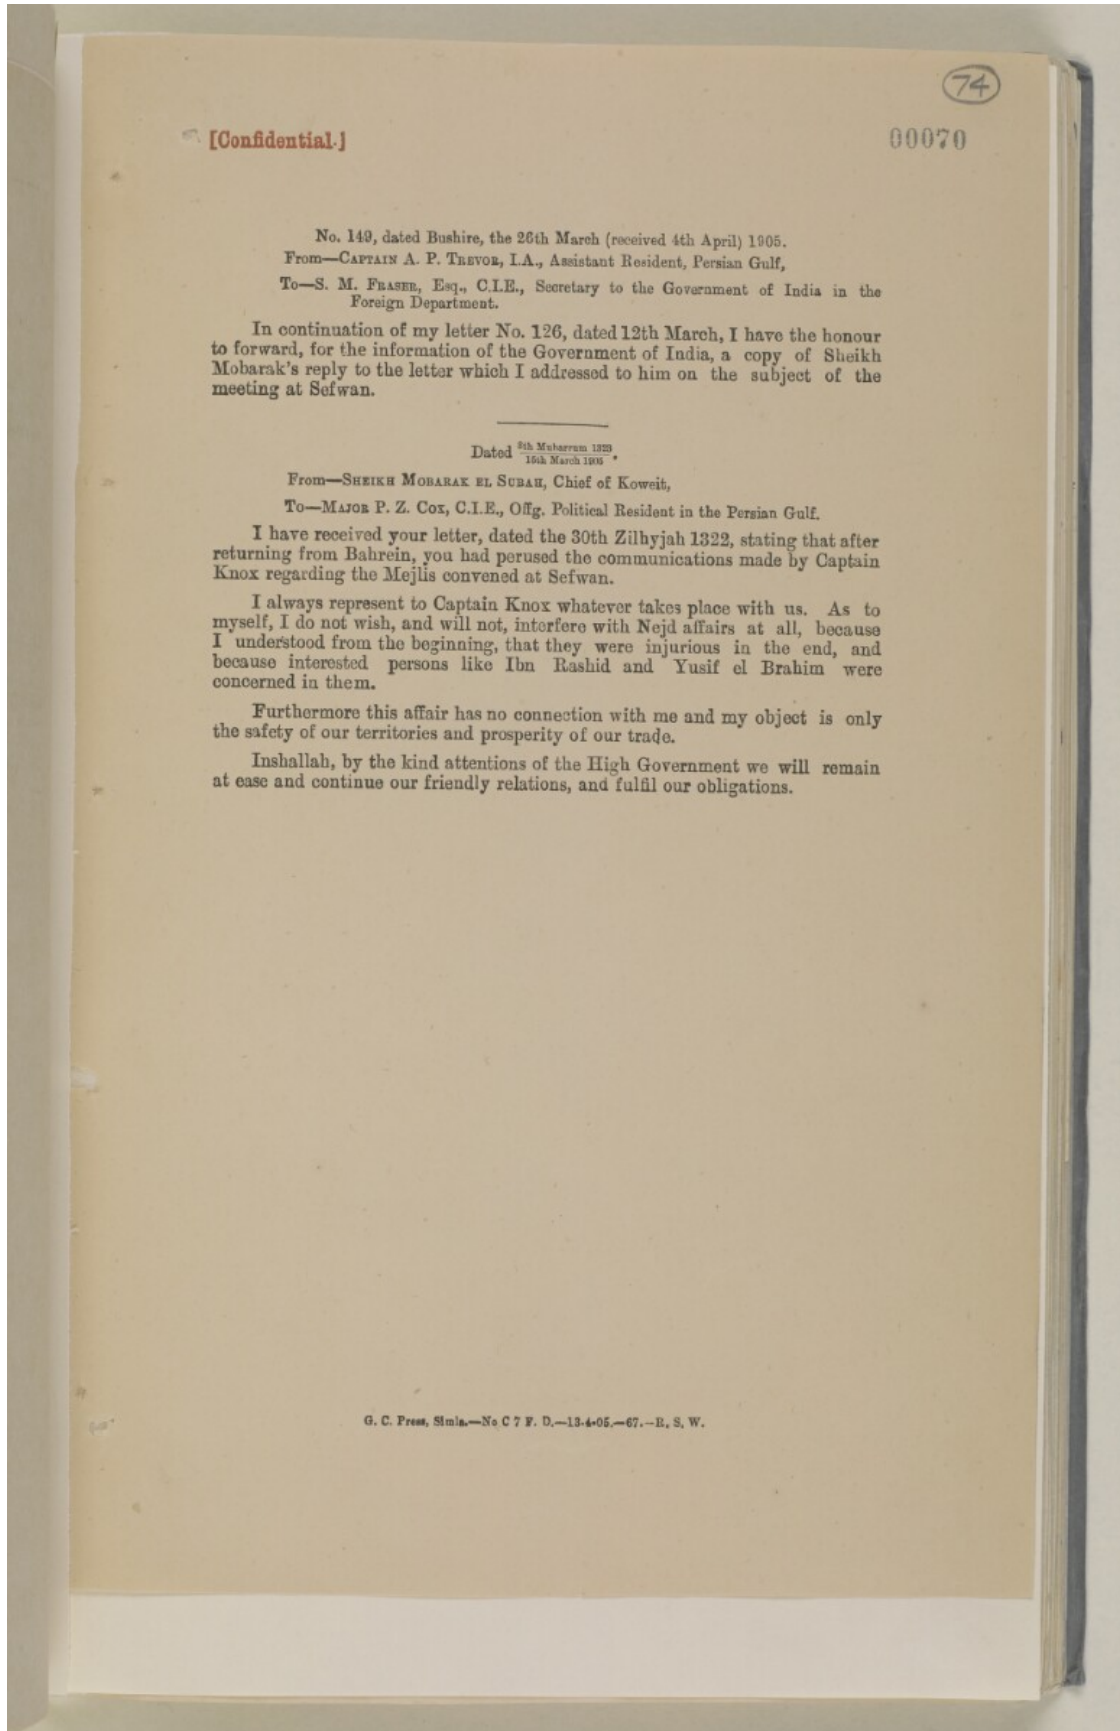 74
[Confidential.]
00070
No. 149, dated Bushire, the 26th March (received 4th April) 1905.
From—CAPTAIN A. P. TREVOR, I.A., Assistant Resident, Persian Gulf,
To—S. M. FRASER, Esq., C.I.E., Secretary to the Government of India in the
Foreign Department.
In continuation of my letter No. 126, dated 12th March, I have the honour
to forward, for the information of the Government of India, a copy of Sheikh
Mobarak's reply to the letter which I addressed to him on the subject of the
meeting at Sefwan.
Dated 8th Muharram 1323
15th March 1905 .
From—SHEIKH MOBARAK EL SUBAH, Chief of Koweit,
To—MAJOR P. Z. COX, C.I.E., Offg. Political Resident in the Persian Gulf.
I have received your letter, dated the 30th Zilhyjah 1322, stating that after
returning from Bahrein, you had perused the communications made by Captain
Knox regarding the Mejlis convened at Sefwan.
I always represent to Captain Knox whatever takes place with us. As to
myself, I do not wish, and will not, interfere with Nejd affairs at all, because
I understood from the beginning, that they were injurious in the end, and
because interested persons like Ibn Rashid and Yusif el Brahim were
concerned in them.
Furthermore this affair has no connection with me and my object is only
the safety of our territories and prosperity of our trade.
Inshallah, by the kind attentions of the High Government we will remain
at ease and continue our friendly relations, and fulfil our obligations.
G. C. Press, Simla.—No C 7 F. D.—13-4-05.—67.—R. S. W.